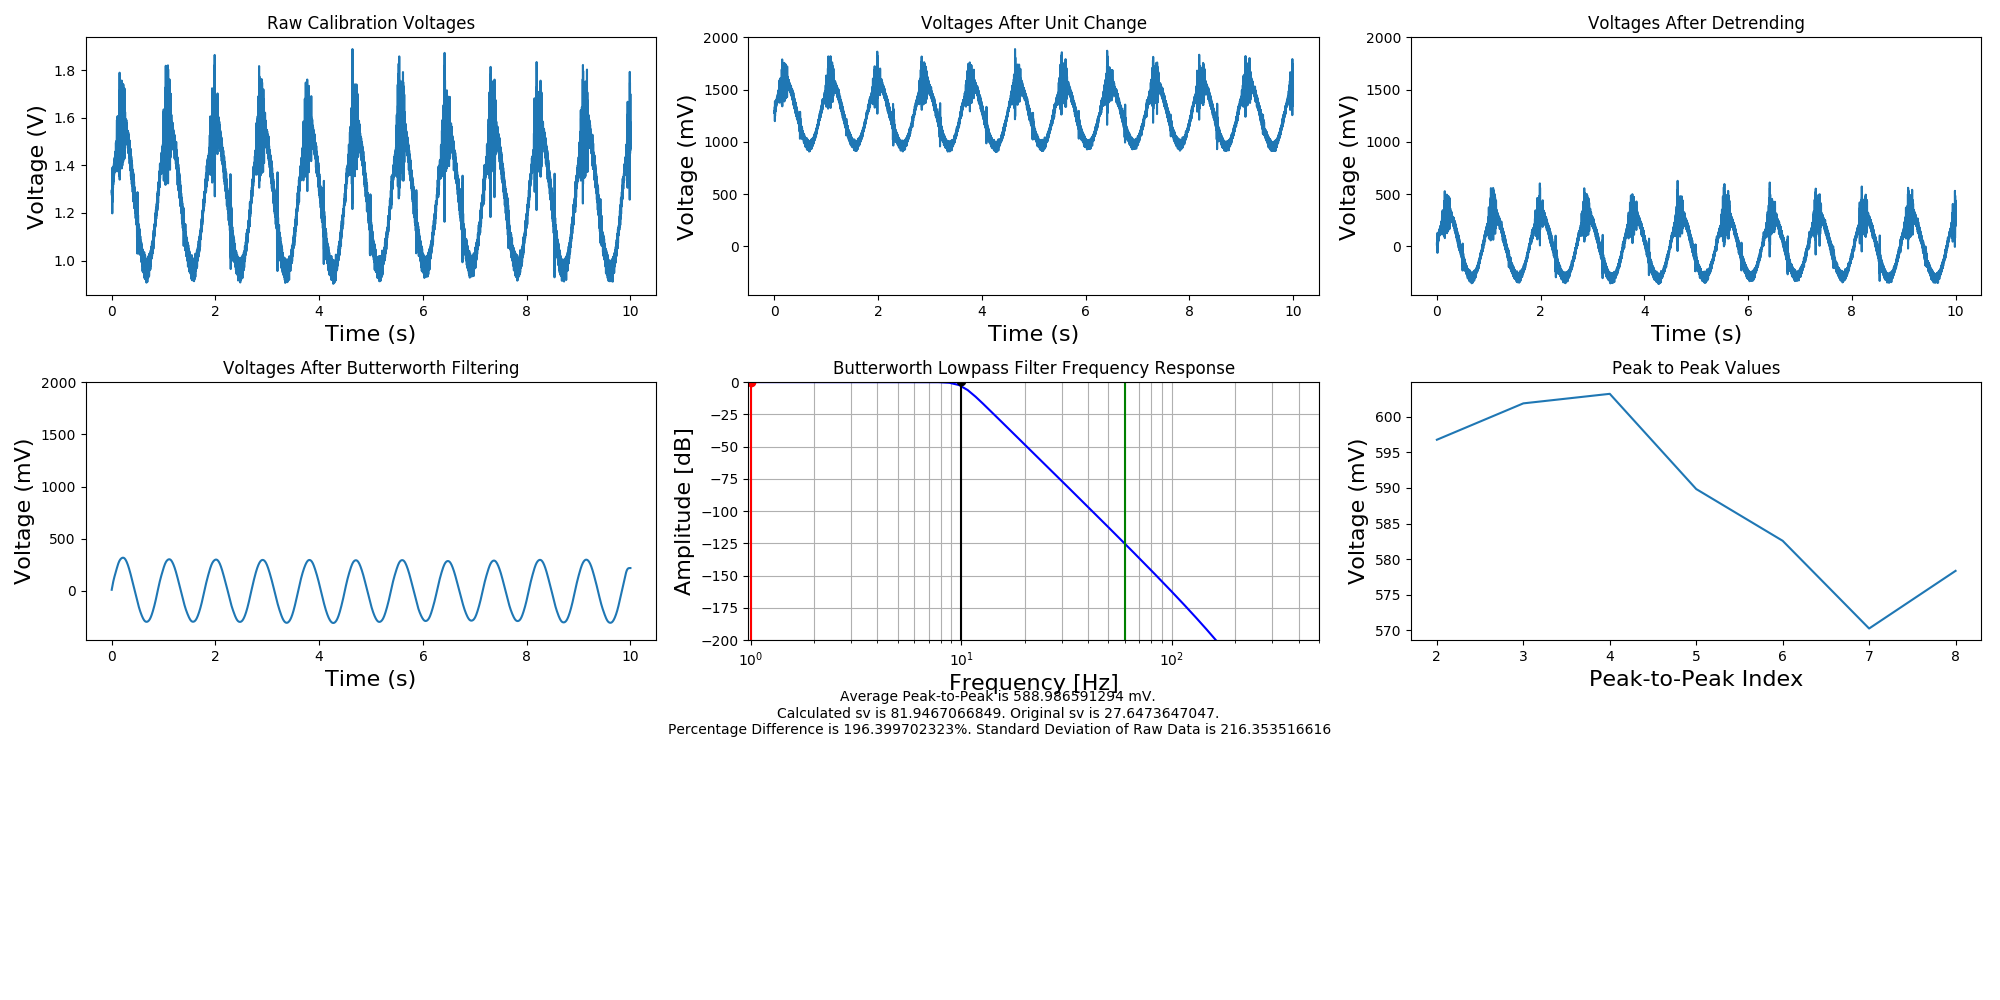 Raw Calibration Voltages
Voltage (V)
1.8
1.6
1.4
1.2
1.0
0 2 4 6 8 10
Time (s)
Voltages After Unit Change
Voltage (mV)
2000
1500
1000
500
0
0 2 4 6 8 10
Time (s)
Voltages After Detrending
Voltage (mV)
2000
1500
1000
500
0
0 2 4 6 8 10
Time (s)
Voltages After Butterworth Filtering
Voltage (mV)
2000
1500
1000
500
0
0 2 4 6 8 10
Time (s)
Butterworth Lowpass Filter Frequency Response
Amplitude [dB]
0
−25
−50
−75
−100
−125
−150
−175
−200
10⁰ 10¹ 10²
Frequency [Hz]
Peak to Peak Values
Voltage (mV)
600
595
590
585
580
575
570
2 3 4 5 6 7 8
Peak-to-Peak Index
Average Peak-to-Peak is 588.986591294 mV.
Calculated sv is 81.9467066849. Original sv is 27.6473647047.
Percentage Difference is 196.399702323%. Standard Deviation of Raw Data is 216.353516616